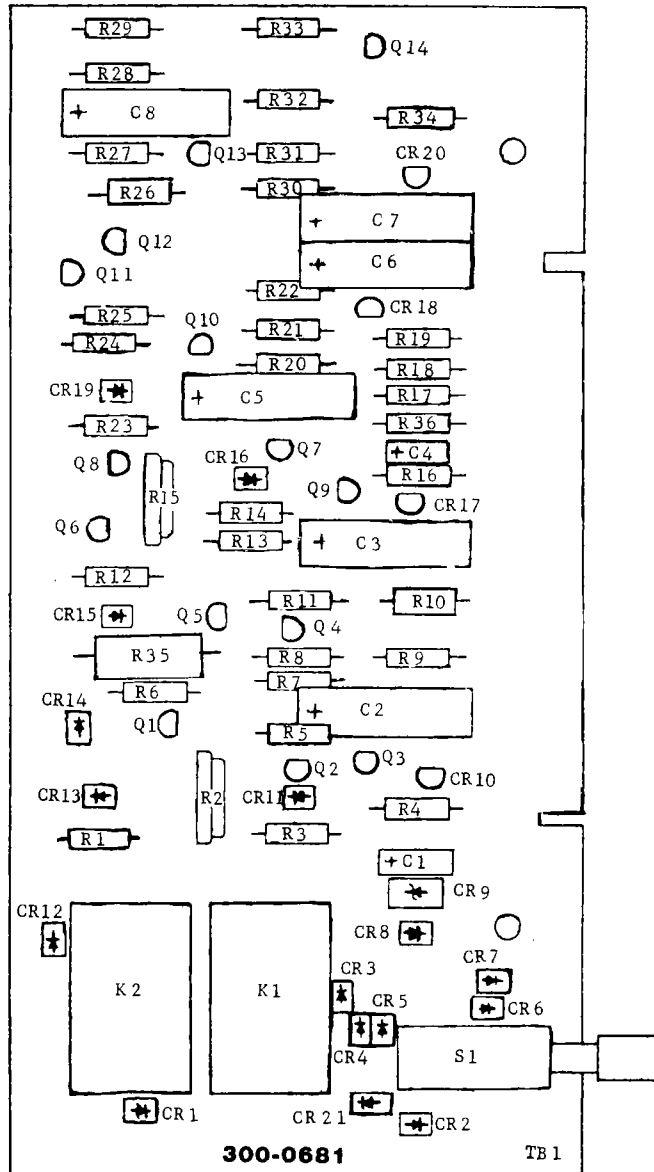 R29 R33
Q14
R28
R32
+ C8
R34
R27 Q13 R31
CR20
R26 R30
+ C7
Q12
+ C6
Q11
R22
CR18
R25
Q10
R21 R19
R24
R20 R18
CR19
+ C5
R17
R23
R36
Q7
+C4
Q8
CR16
R16
R15
Q9
CR17
R14
Q6
R13
+ C3
R12
R11 R10
CR15 Q5
Q4
R35
R8 R9
R7
R6
CR14
+ C2
Q1
R5
Q2 Q3
CR10
CR13 R2 CR11
R4
R1 R3
+C1
CR9
CR12
CR8
CR7
CR3
K2 K1
CR6
CR5
CR4
S1
CR1 CR21 CR2
300-0681
TB1